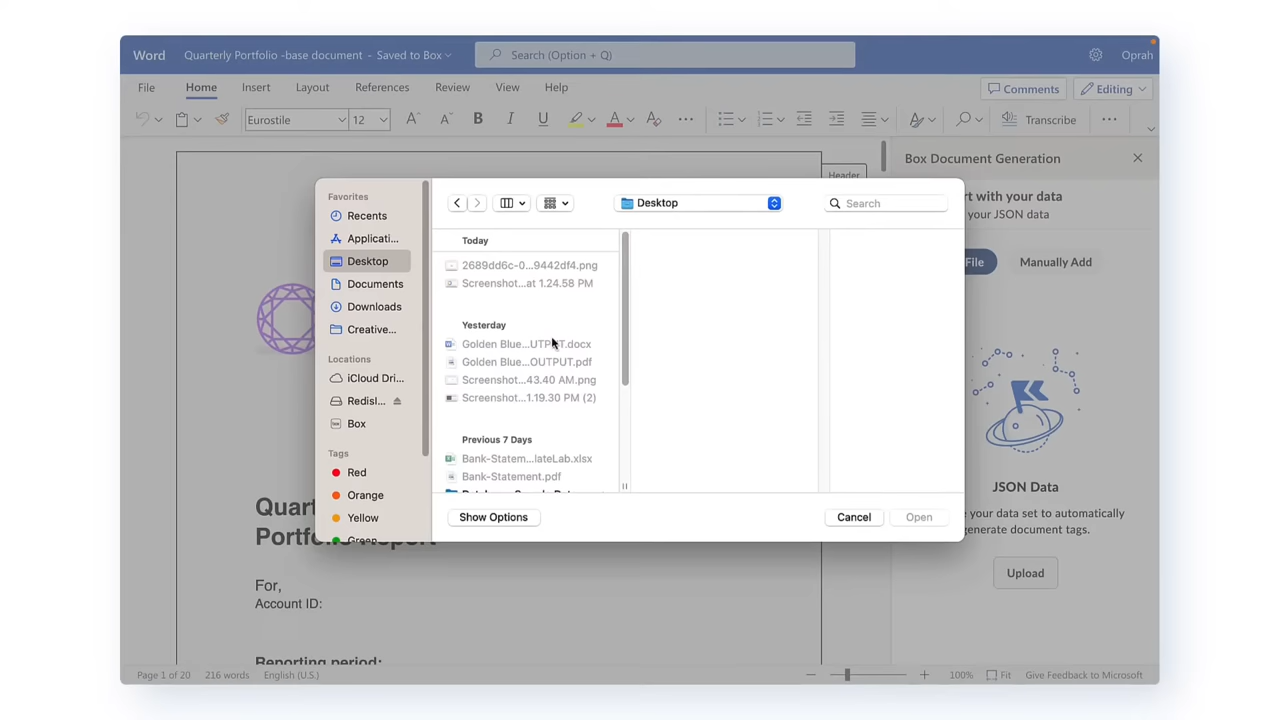 Word Quarterly Portfolio -base document - Saved to Box Search (Option + Q) Oprah
File Home Insert Layout References Review View Help Comments Editing
Eurostile 12 A A B I U A Transcribe
Header
Box Document Generation
rt with your data
your JSON data
File Manually Add
Favorites
Recents
Applicati...
Desktop
Documents
Downloads
Creative...
Locations
iCloud Dri...
Redisl...
Box
Tags
Red
Orange
Yellow
Green
Desktop Search
Today
2689dd6c-0...9442df4.png
Screenshot...at 1.24.58 PM
Yesterday
Golden Blue...UTPUT.docx
Golden Blue...OUTPUT.pdf
Screenshot...43.40 AM.png
Screenshot...1.19.30 PM (2)
Previous 7 Days
Bank-Statem...lateLab.xlsx
Bank-Statement.pdf
Show Options Cancel Open
JSON Data
e your data set to automatically
generate document tags.
Upload
Quart
Portfolio Report
For,
Account ID:
Reporting period:
Page 1 of 20 216 words English (U.S.) 100% Fit Give Feedback to Microsoft